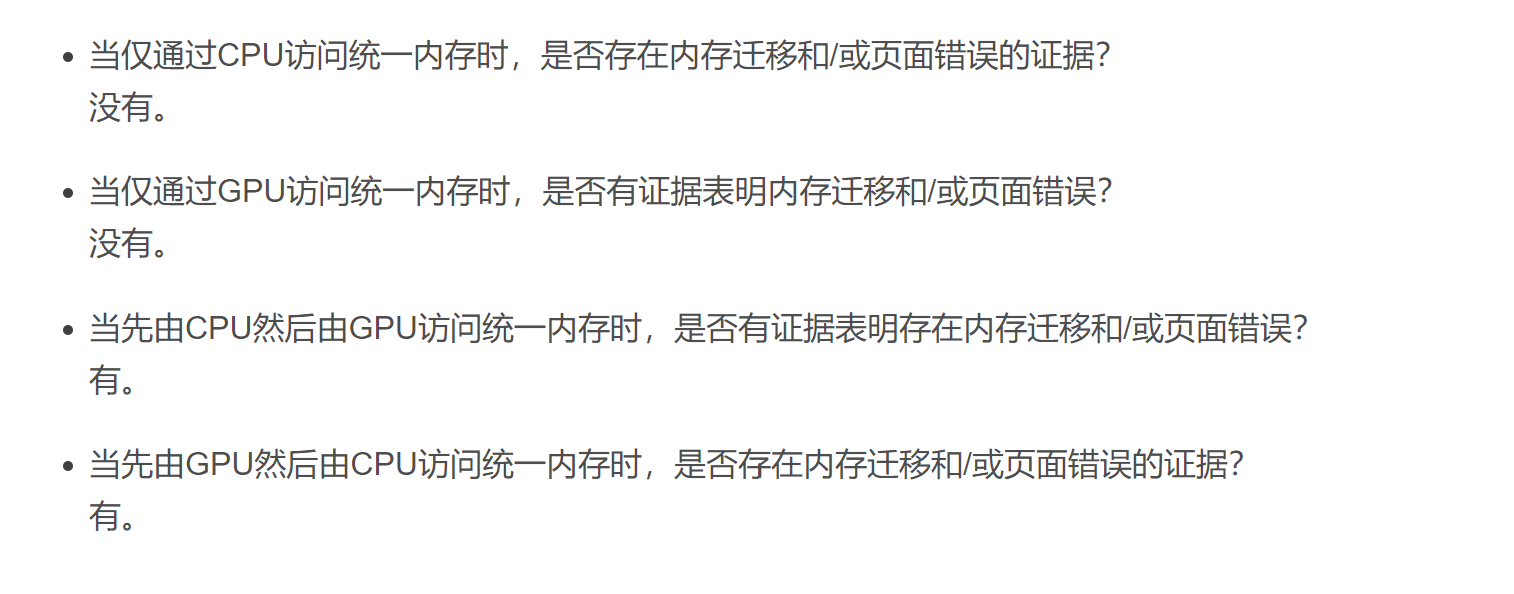 当仅通过CPU访问统一内存时，是否存在内存迁移和/或页面错误的证据？
没有。
当仅通过GPU访问统一内存时，是否有证据表明内存迁移和/或页面错误？
没有。
当先由CPU然后由GPU访问统一内存时，是否有证据表明存在内存迁移和/或页面错误？
有。
当先由GPU然后由CPU访问统一内存时，是否存在内存迁移和/或页面错误的证据？
有。